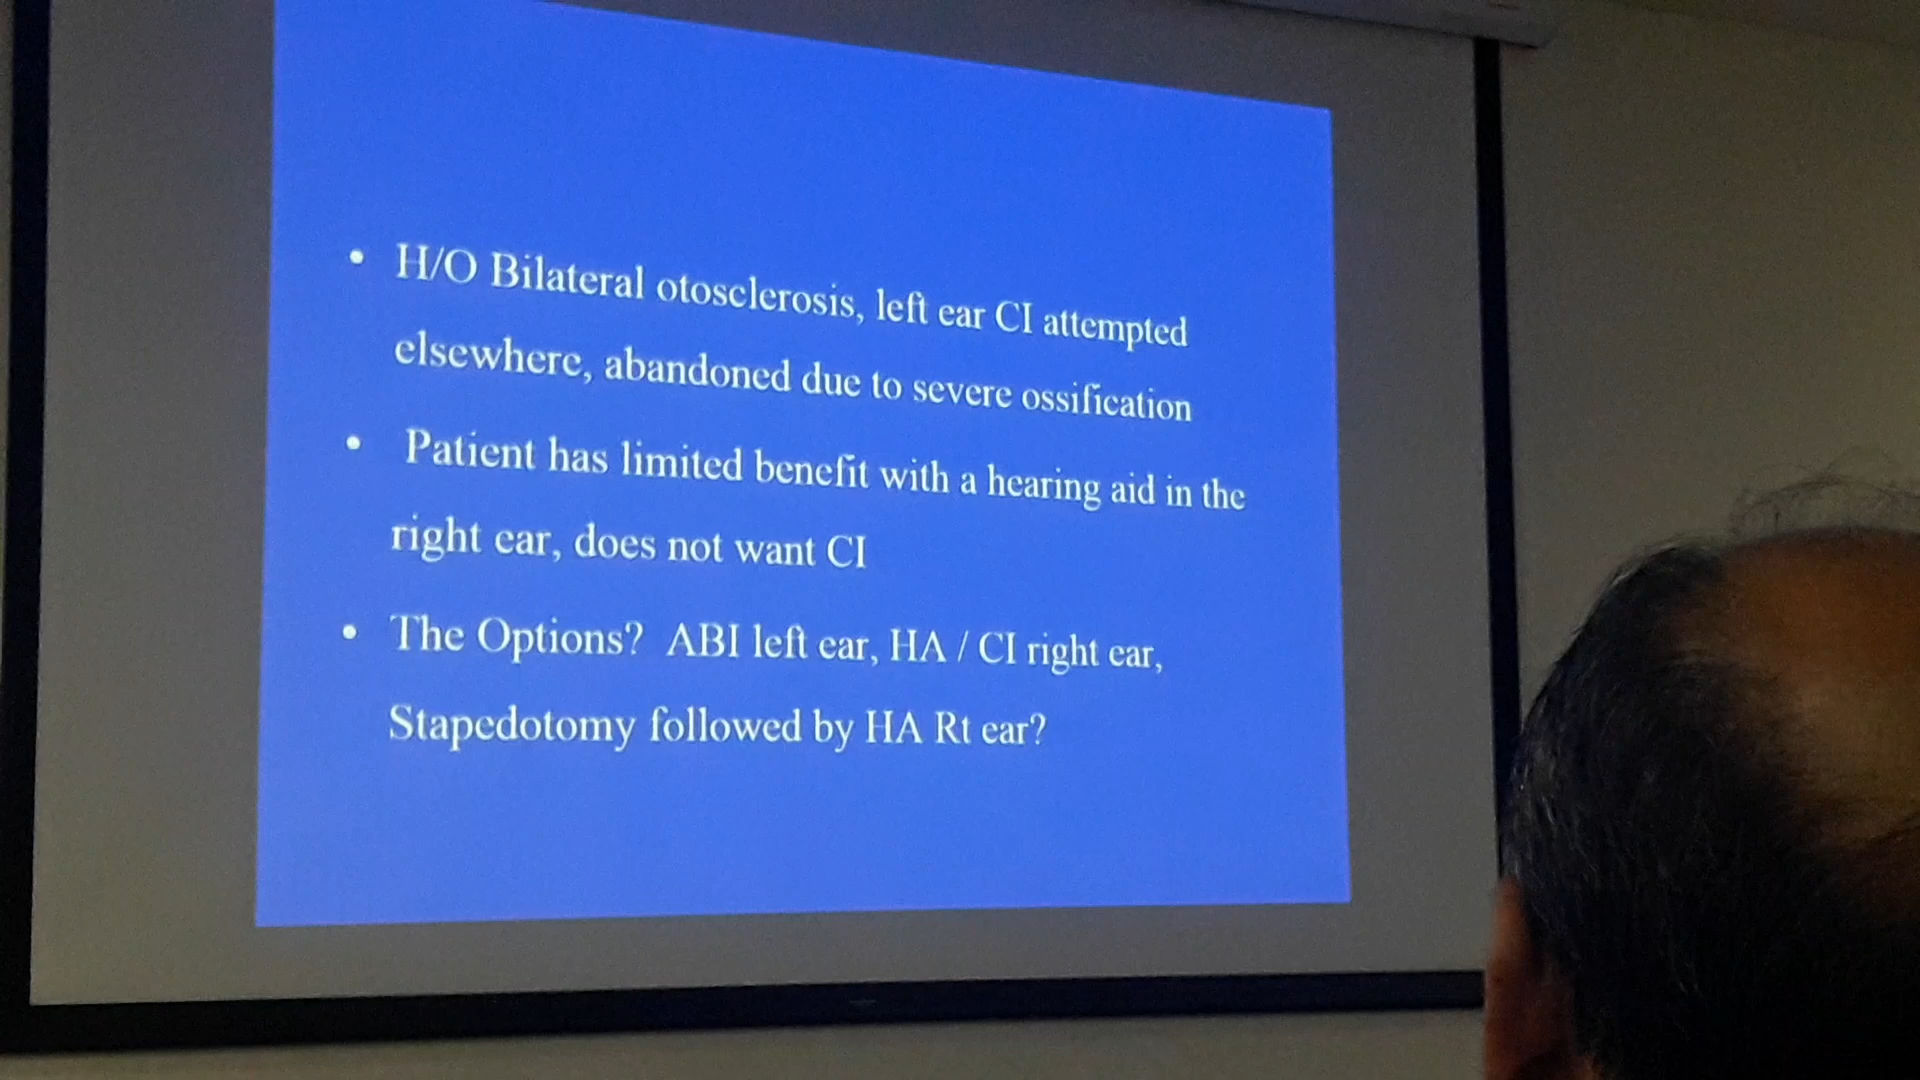 • H/O Bilateral otosclerosis, left ear CI attempted
elsewhere, abandoned due to severe ossification
• Patient has limited benefit with a hearing aid in the
right ear, does not want CI
• The Options? ABI left ear, HA / CI right ear,
Stapedotomy followed by HA Rt ear?